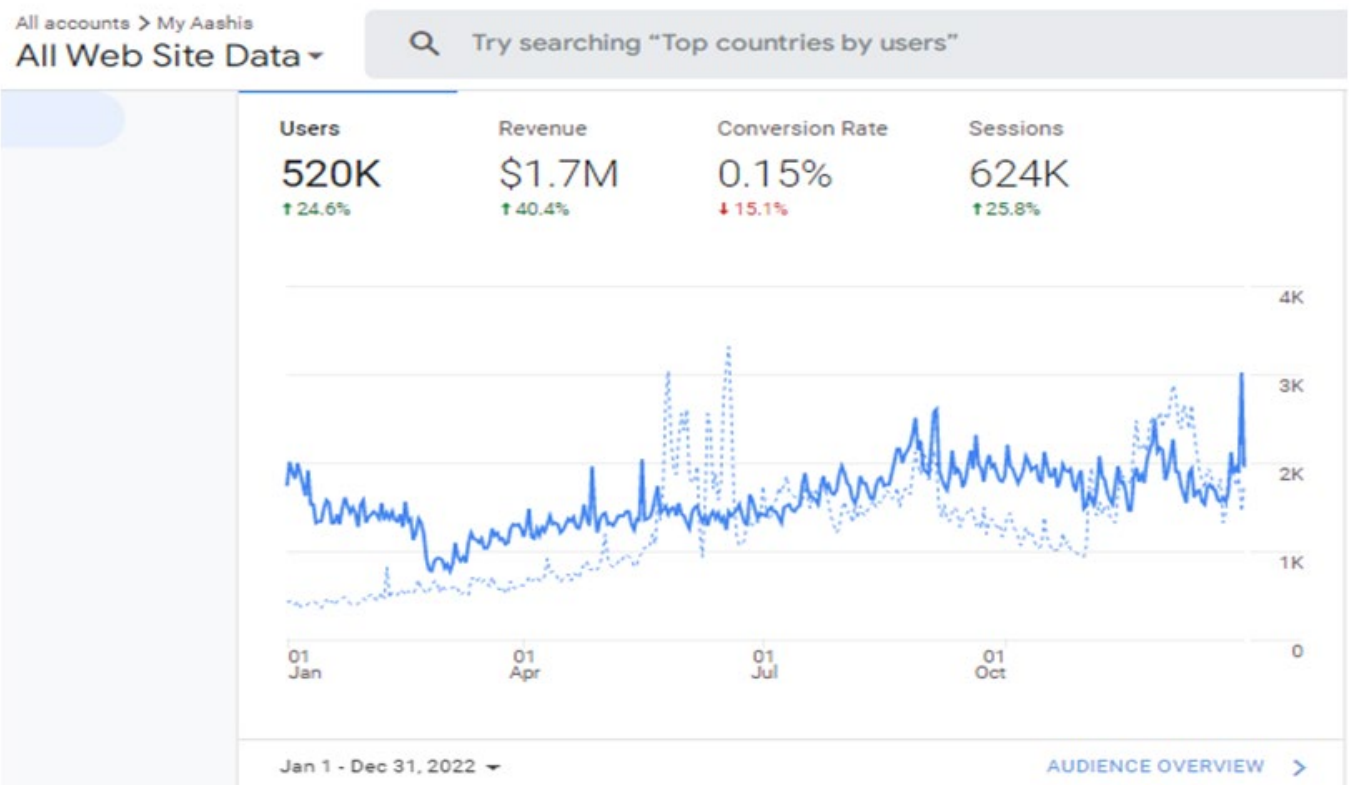 All accounts > My Aashis
All Web Site Data
Try searching “Top countries by users”
Users Revenue Conversion Rate Sessions
520K $1.7M 0.15% 624K
↑24.6% ↑40.4% ↓15.1% ↑25.8%
4K
3K
2K
1K
0
01 01 01 01
Jan Apr Jul Oct
Jan 1 - Dec 31, 2022 AUDIENCE OVERVIEW >